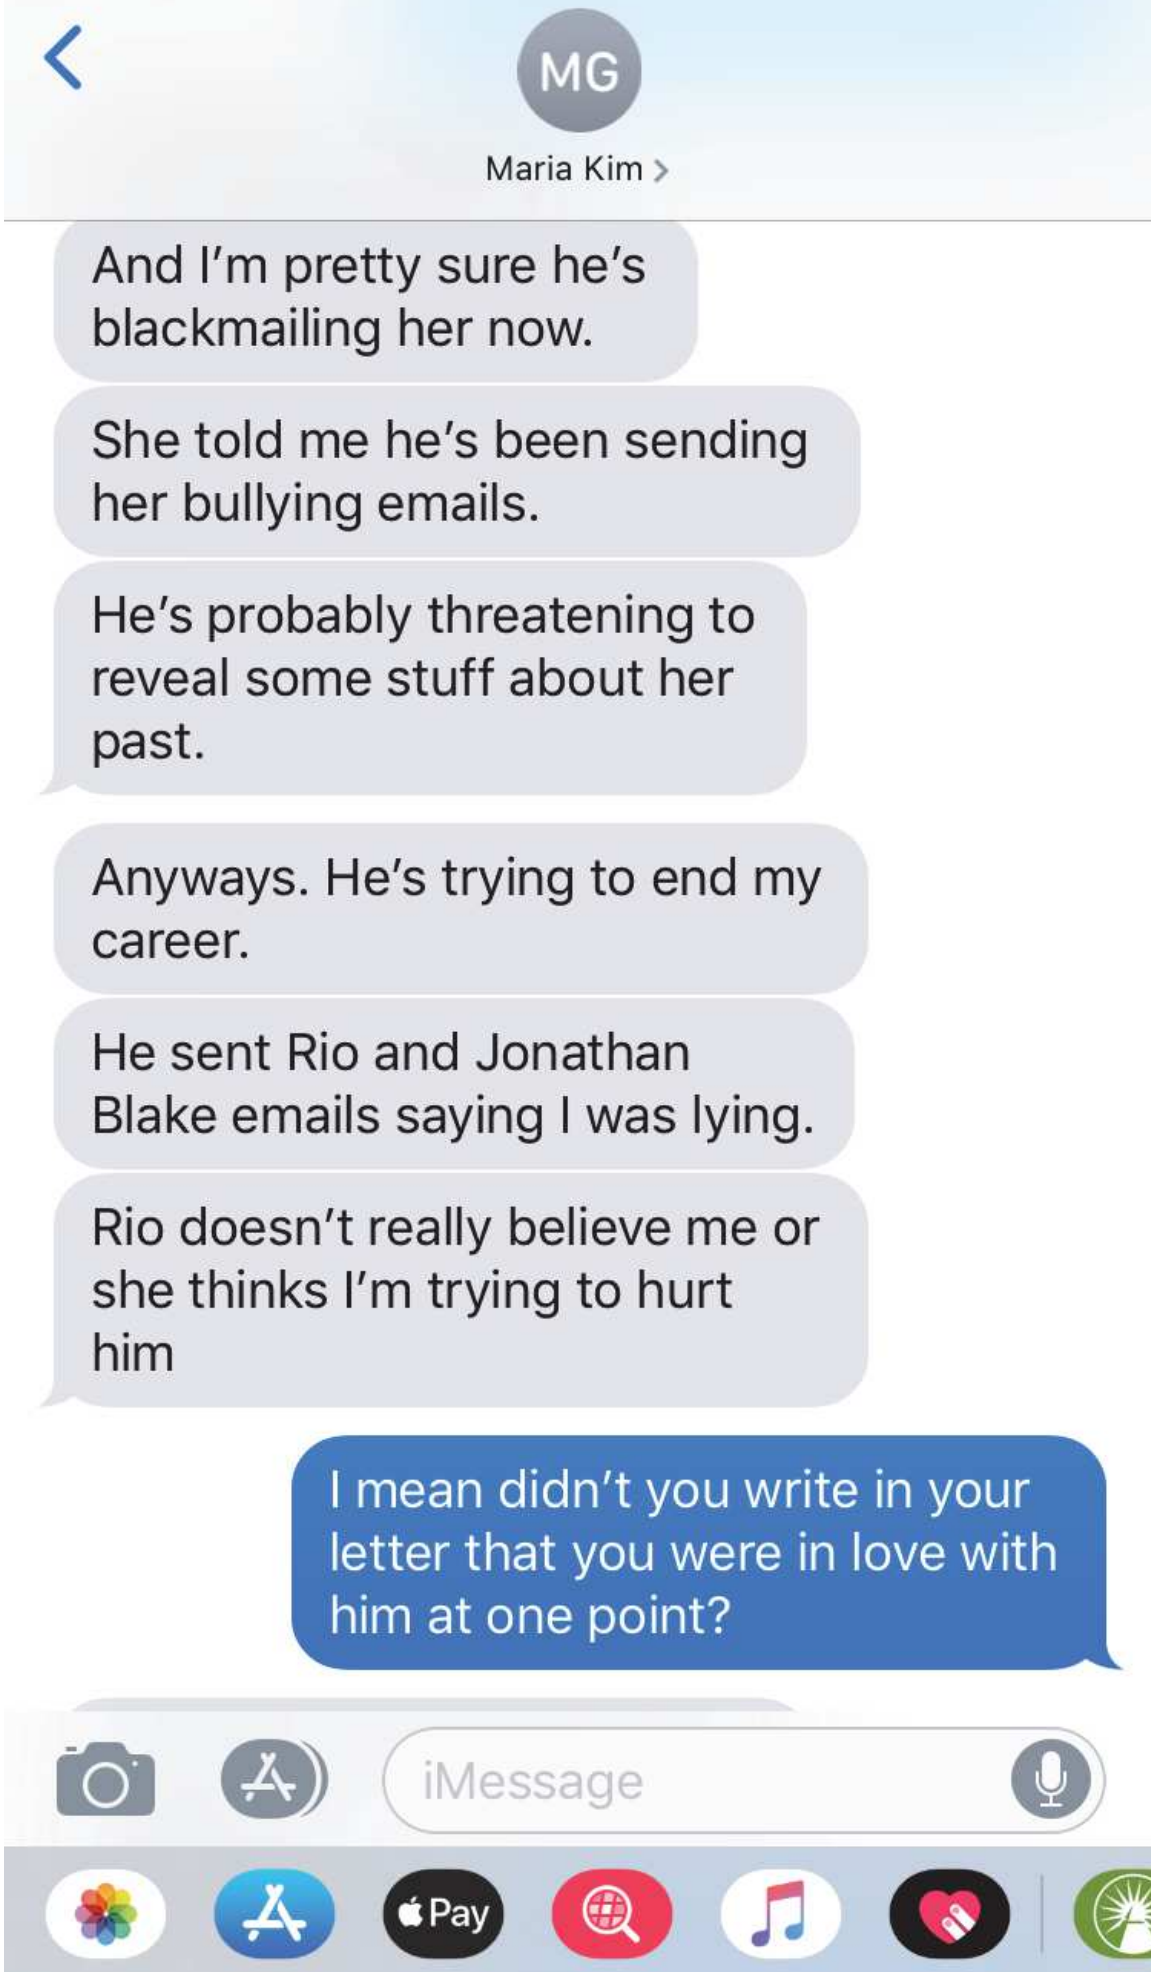 MG
Maria Kim
And I’m pretty sure he’s
blackmailing her now.
She told me he’s been sending
her bullying emails.
He’s probably threatening to
reveal some stuff about her
past.
Anyways. He’s trying to end my
career.
He sent Rio and Jonathan
Blake emails saying I was lying.
Rio doesn’t really believe me or
she thinks I’m trying to hurt
him
I mean didn’t you write in your
letter that you were in love with
him at one point?
iMessage
Pay